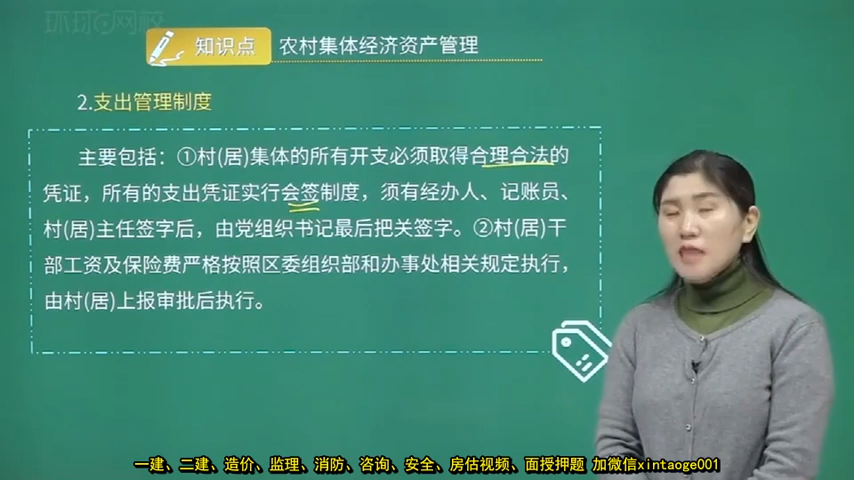 环球网校
知识点 农村集体经济资产管理
2.支出管理制度
主要包括：①村(居)集体的所有开支必须取得合理合法的
凭证，所有的支出凭证实行会签制度，须有经办人、记账员、
村(居)主任签字后，由党组织书记最后把关签字。②村(居)干
部工资及保险费严格按照区委组织部和办事处相关规定执行，
由村(居)上报审批后执行。
一建、二建、造价、监理、消防、咨询、安全、房估视频、面授押题 加微信xintaoge001